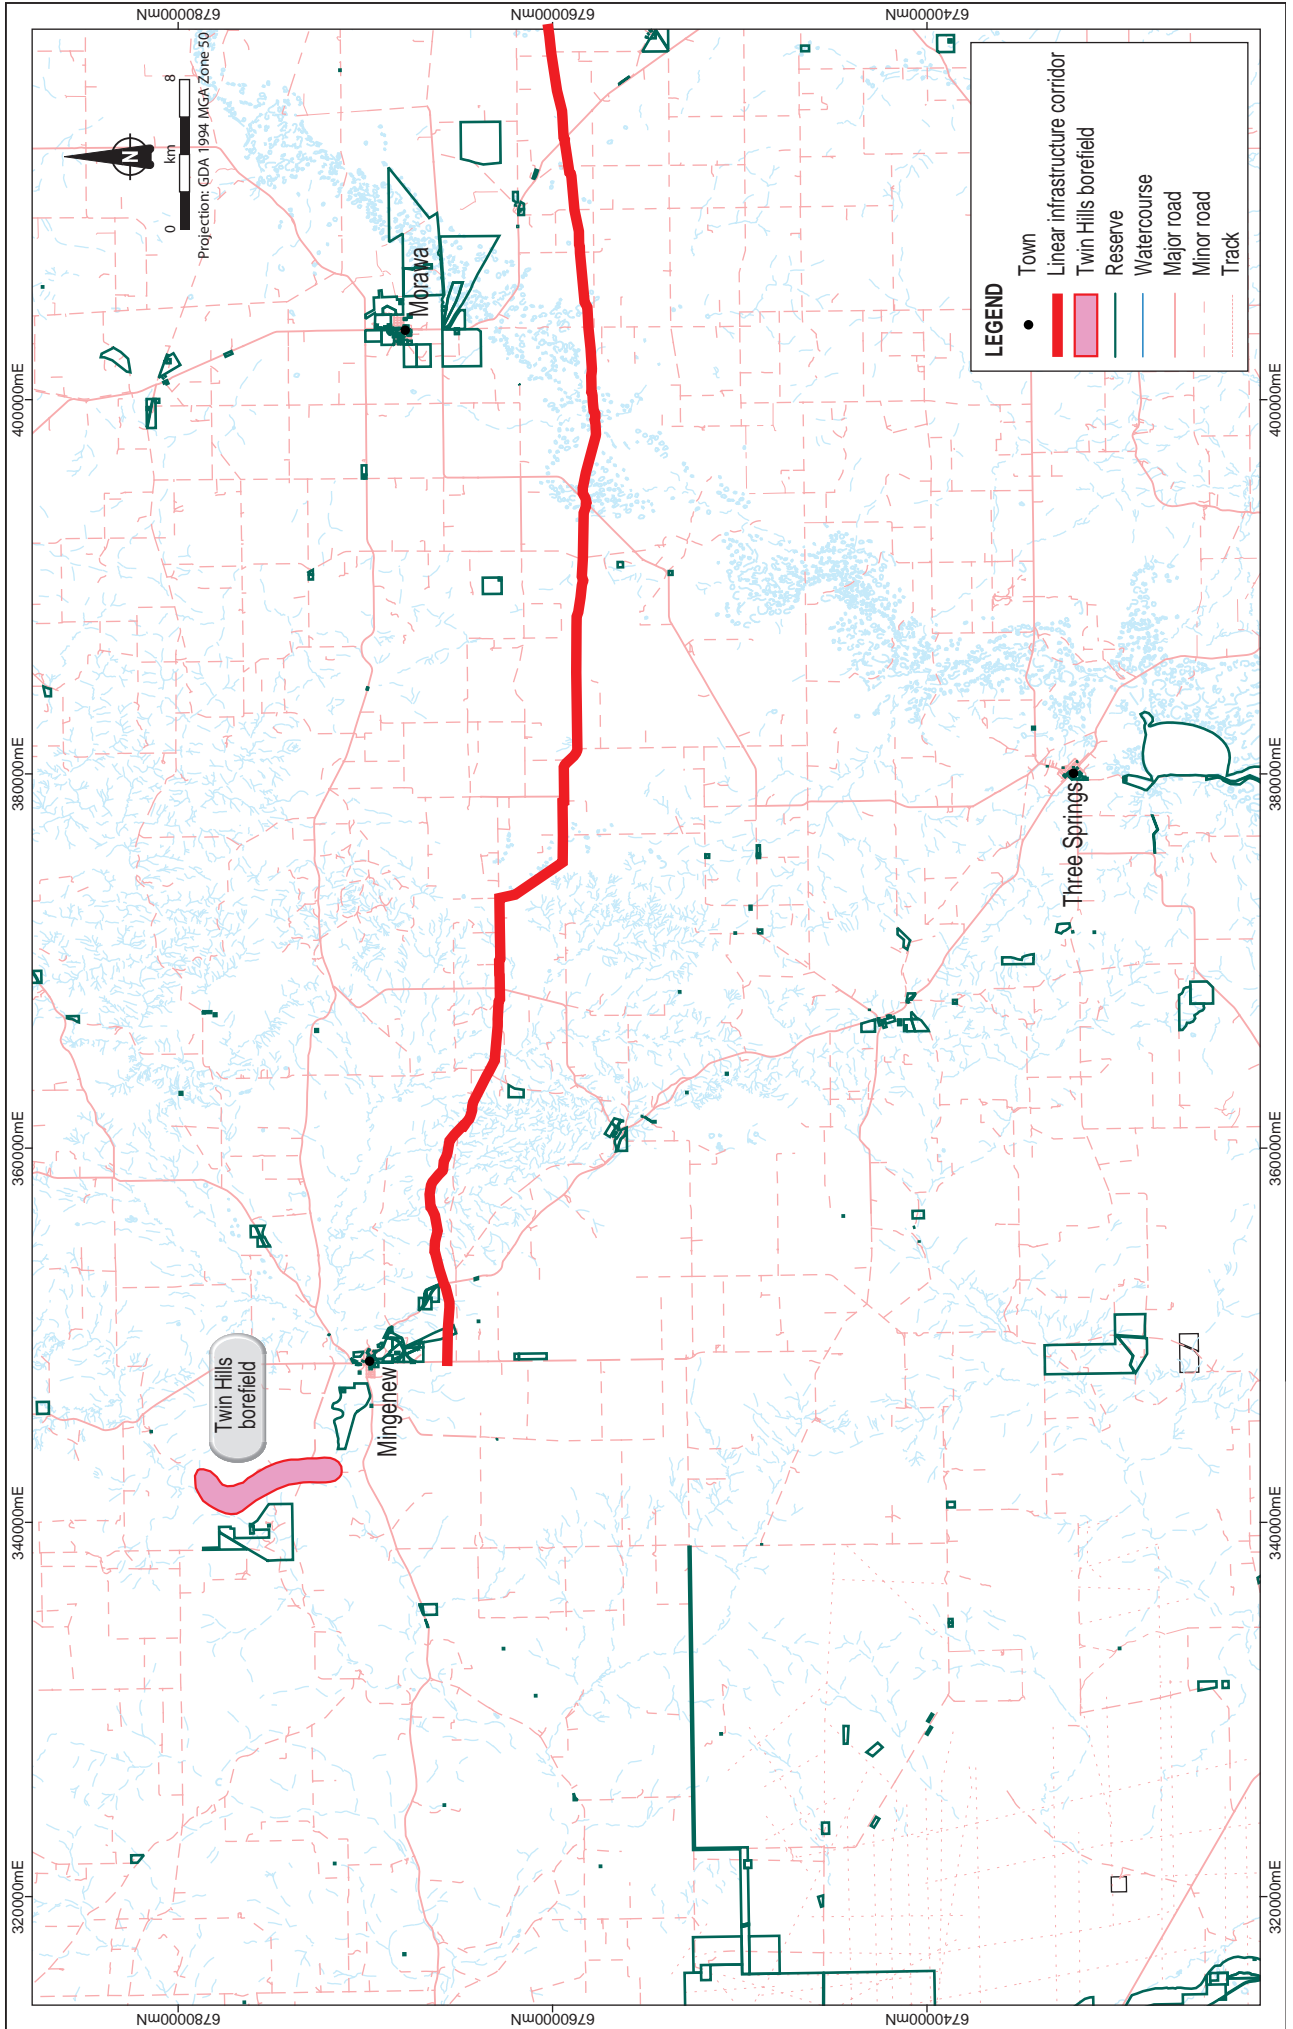 6780000mN
6760000mN
6740000mN
320000mE
340000mE
360000mE
380000mE
400000mE
Twin Hills
borefield
Mingenew
Morawa
Three Springs
N
0
km
8
Projection: GDA 1994 MGA Zone 50
LEGEND
Town
Linear infrastructure corridor
Twin Hills borefield
Reserve
Watercourse
Major road
Minor road
Track
320000mE
340000mE
360000mE
380000mE
400000mE
6780000mN
6760000mN
6740000mN